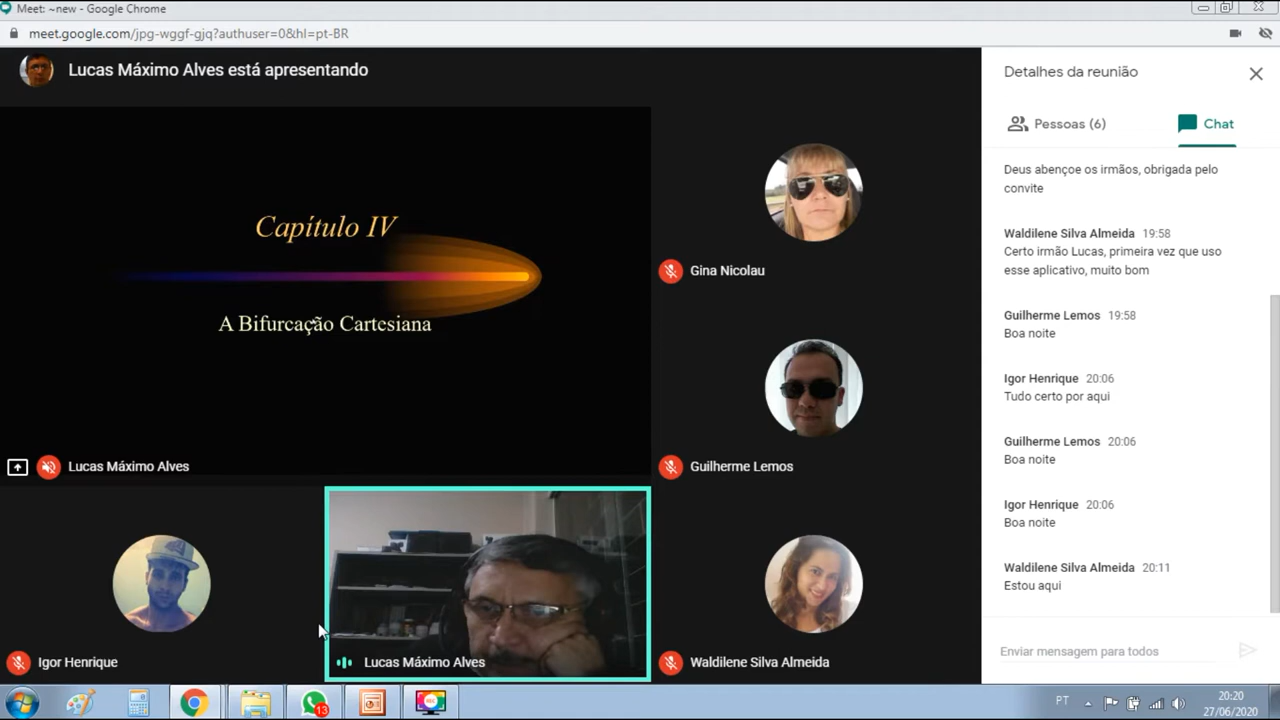 Meet: ~new - Google Chrome
meet.google.com/jpg-wggf-gjq?authuser=0&hl=pt-BR
Lucas Máximo Alves está apresentando
Capítulo IV
A Bifurcação Cartesiana
Lucas Máximo Alves
Gina Nicolau
Guilherme Lemos
Igor Henrique
Lucas Máximo Alves
Waldilene Silva Almeida
Detalhes da reunião
Pessoas (6)
Chat
Deus abençoe os irmãos, obrigada pelo
convite
Waldilene Silva Almeida 19:58
Certo irmão Lucas, primeira vez que uso
esse aplicativo, muito bom
Guilherme Lemos 19:58
Boa noite
Igor Henrique 20:06
Tudo certo por aqui
Guilherme Lemos 20:06
Boa noite
Igor Henrique 20:06
Boa noite
Waldilene Silva Almeida 20:11
Estou aqui
Enviar mensagem para todos
13
REC
PT
20:20
27/06/2020